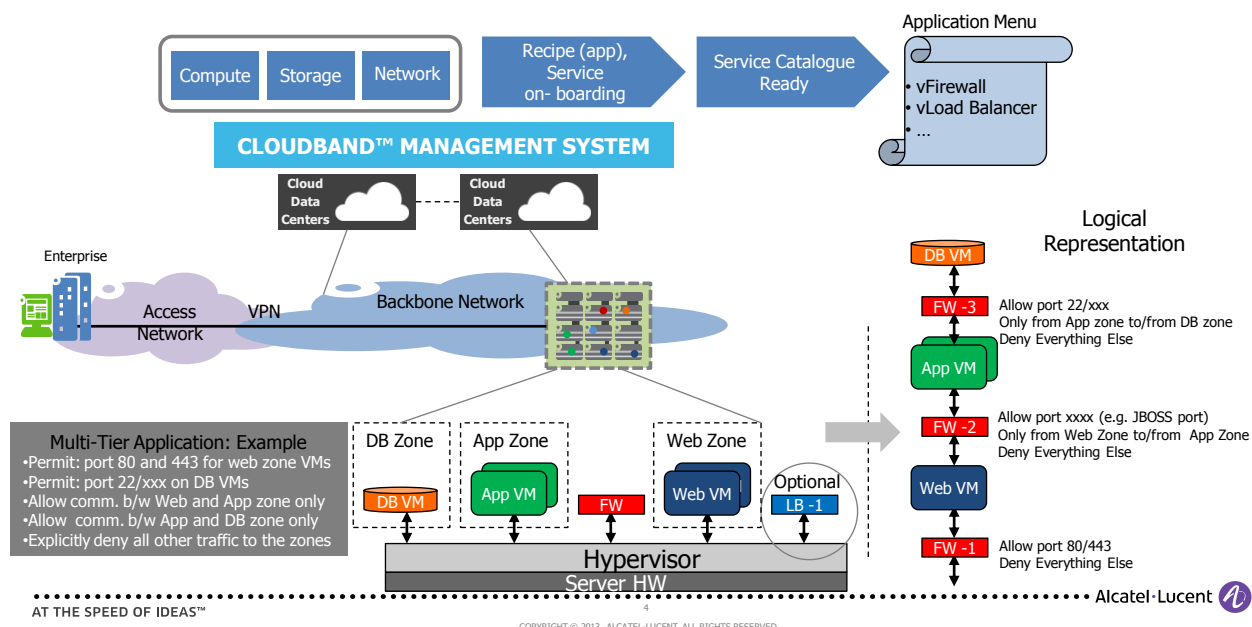 Application Menu
Compute
Storage
Network
Recipe (app),
Service
on- boarding
Service Catalogue
Ready
• vFirewall
• vLoad Balancer
• ...
CLOUDBAND™ MANAGEMENT SYSTEM
Cloud
Data
Centers
Cloud
Data
Centers
Enterprise
Access
Network
VPN
Backbone Network
Logical
Representation
DB VM
FW -3
Allow port 22/xxx
Only from App zone to/from DB zone
Deny Everything Else
App VM
FW -2
Allow port xxxx (e.g. JBOSS port)
Only from Web Zone to/from App Zone
Deny Everything Else
Web VM
FW -1
Allow port 80/443
Deny Everything Else
Multi-Tier Application: Example
•Permit: port 80 and 443 for web zone VMs
•Permit: port 22/xxx on DB VMs
•Allow comm. b/w Web and App zone only
•Allow comm. b/w App and DB zone only
•Explicitly deny all other traffic to the zones
DB Zone
DB VM
App Zone
App VM
FW
Web Zone
Web VM
Optional
LB -1
Hypervisor
Server HW
AT THE SPEED OF IDEAS™
4
COPYRIGHT © 2013 ALCATEL-LUCENT. ALL RIGHTS RESERVED.
Alcatel·Lucent